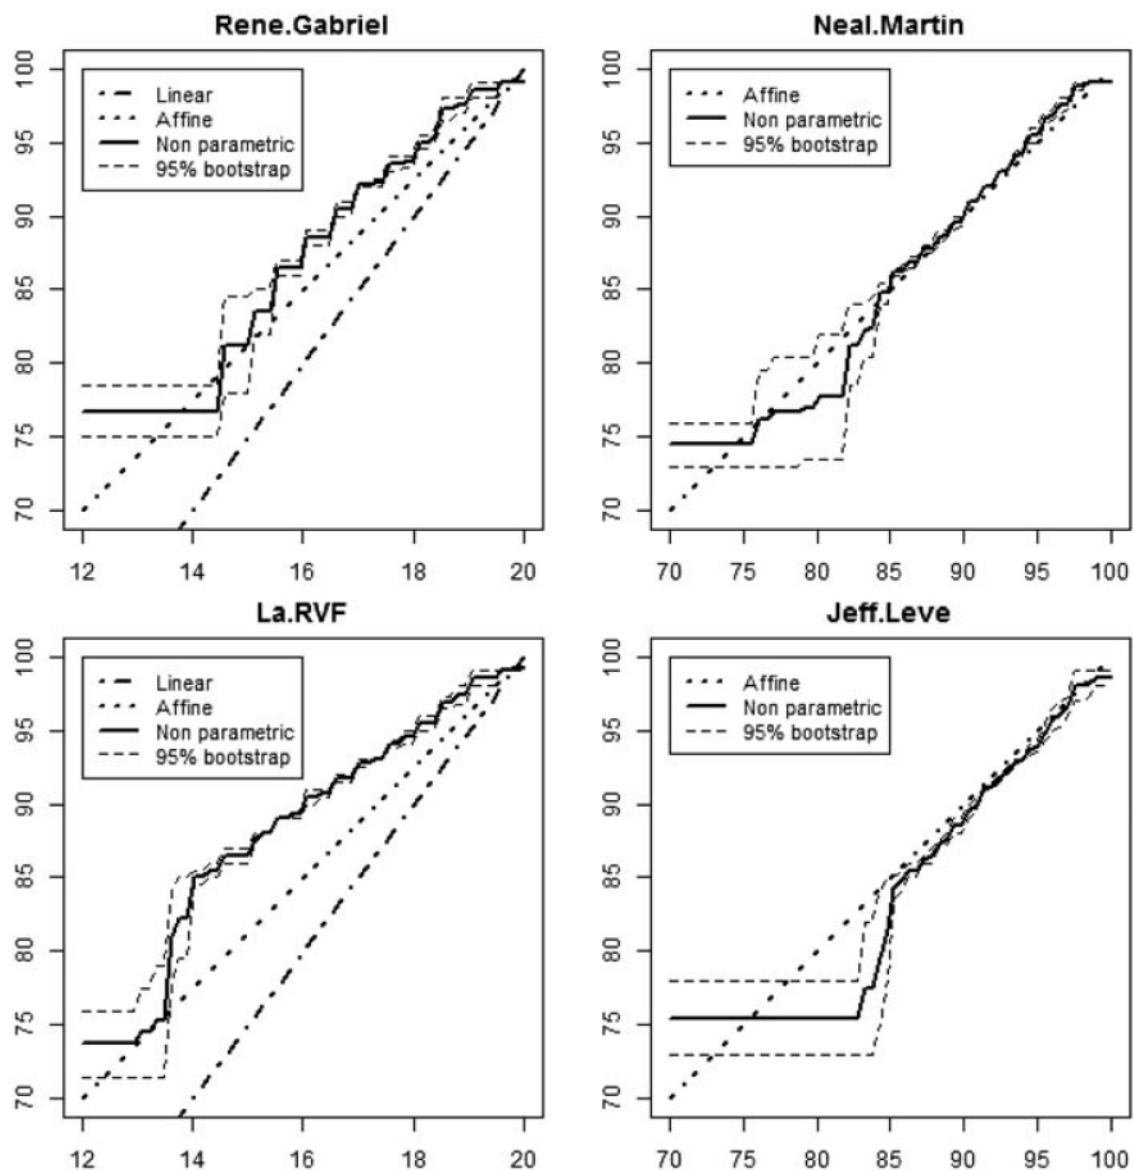 Rene.Gabriel
Linear
Affine
Non parametric
95% bootstrap
100
95
90
85
80
75
70
12 14 16 18 20
Neal.Martin
Affine
Non parametric
95% bootstrap
100
95
90
85
80
75
70
70 75 80 85 90 95 100
La.RVF
Linear
Affine
Non parametric
95% bootstrap
100
95
90
85
80
75
70
12 14 16 18 20
Jeff.Leve
Affine
Non parametric
95% bootstrap
100
95
90
85
80
75
70
70 75 80 85 90 95 100